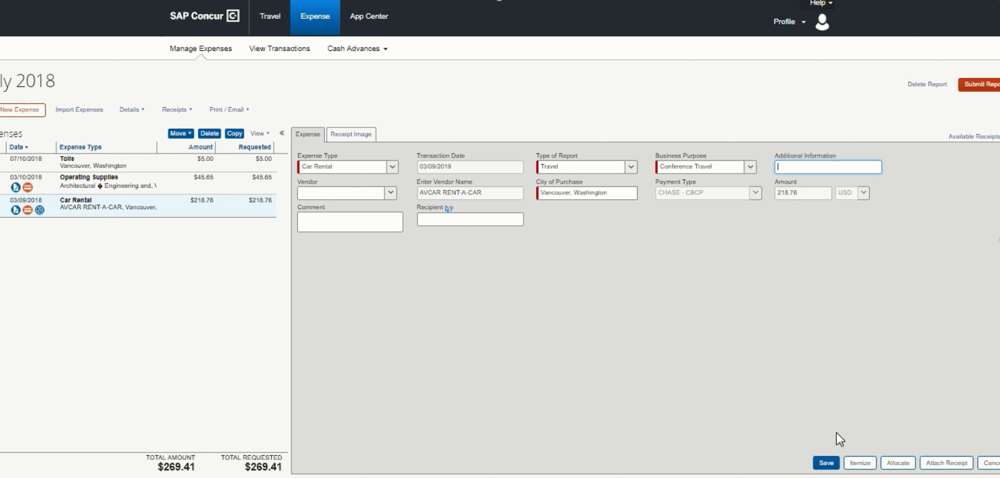 Help
SAP Concur C Travel Expense App Center
Profile
Manage Expenses View Transactions Cash Advances
ly 2018
Delete Report Submit Repo
New Expense Import Expenses Details Receipts Print / Email
enses Move Delete Copy View «
Expense Receipt Image
Available Receipts
Date Expense Type Amount Requested
07/10/2018 Tolls $5.00 $5.00
Vancouver, Washington
03/10/2018 Operating Supplies $45.65 $45.65
Architectural � Engineering and, \
03/09/2018 Car Rental $218.76 $218.76
AVCAR RENT-A-CAR, Vancouver,
Expense Type Transaction Date Type of Report Business Purpose Additional Information
Car Rental 03/09/2018 Travel Conference Travel
Vendor Enter Vendor Name City of Purchase Payment Type Amount
AVCAR RENT-A-CAR Vancouver, Washington CHASE - CBCP 218.76 USD
Comment Recipient ?
TOTAL AMOUNT TOTAL REQUESTED
$269.41 $269.41
Save Itemize Allocate Attach Receipt Canc